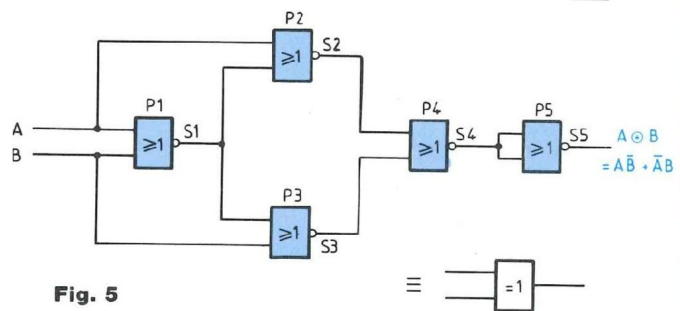 P2
≥1
S2
A
B
P1
≥1
S1
P3
≥1
S3
P4
≥1
S4
P5
≥1
S5
A ⊙ B
= AB̄ + ĀB
≡
=1
Fig. 5